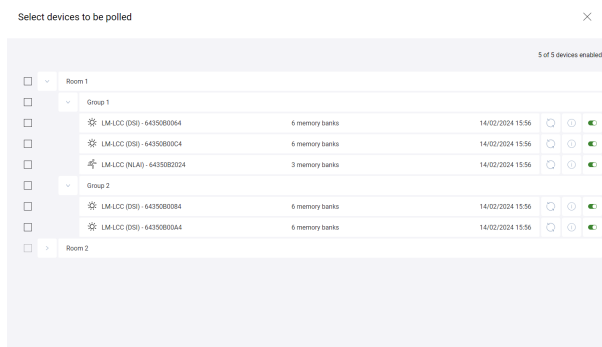 Select devices to be polled
5 of 5 devices enabled
Room 1
Group 1
LM-LCC (DSI) - 64350B0064 6 memory banks 14/02/2024 15:56
LM-LCC (DSI) - 64350B00C4 6 memory banks 14/02/2024 15:56
LM-LCC (NLAI) - 64350B2024 3 memory banks 14/02/2024 15:56
Group 2
LM-LCC (DSI) - 64350B0084 6 memory banks 14/02/2024 15:56
LM-LCC (DSI) - 64350B00A4 6 memory banks 14/02/2024 15:56
Room 2